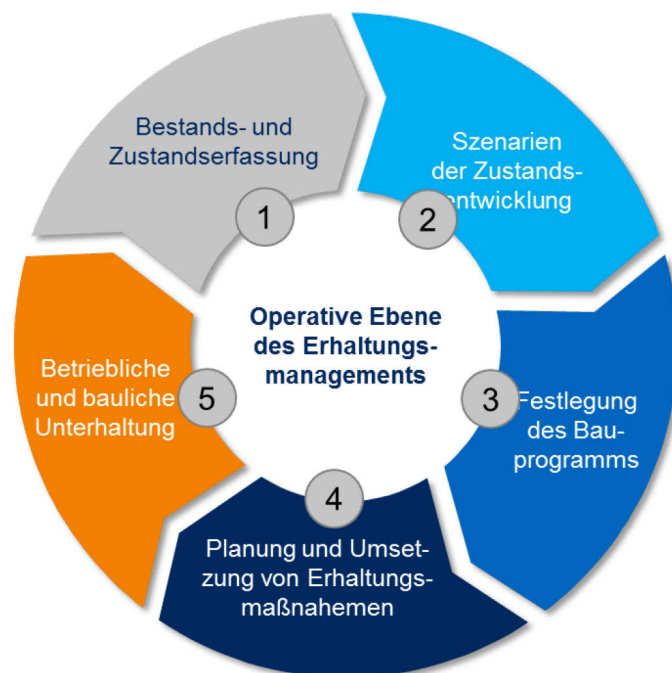 Bestands- und
Zustandserfassung
1
Szenarien
der Zustands-
entwicklung
2
Operative Ebene
des Erhaltungs-
managements
3
Festlegung
des Bau-
programms
4
Planung und Umset-
zung von Erhaltungs-
maßnahemen
5
Betriebliche
und bauliche
Unterhaltung